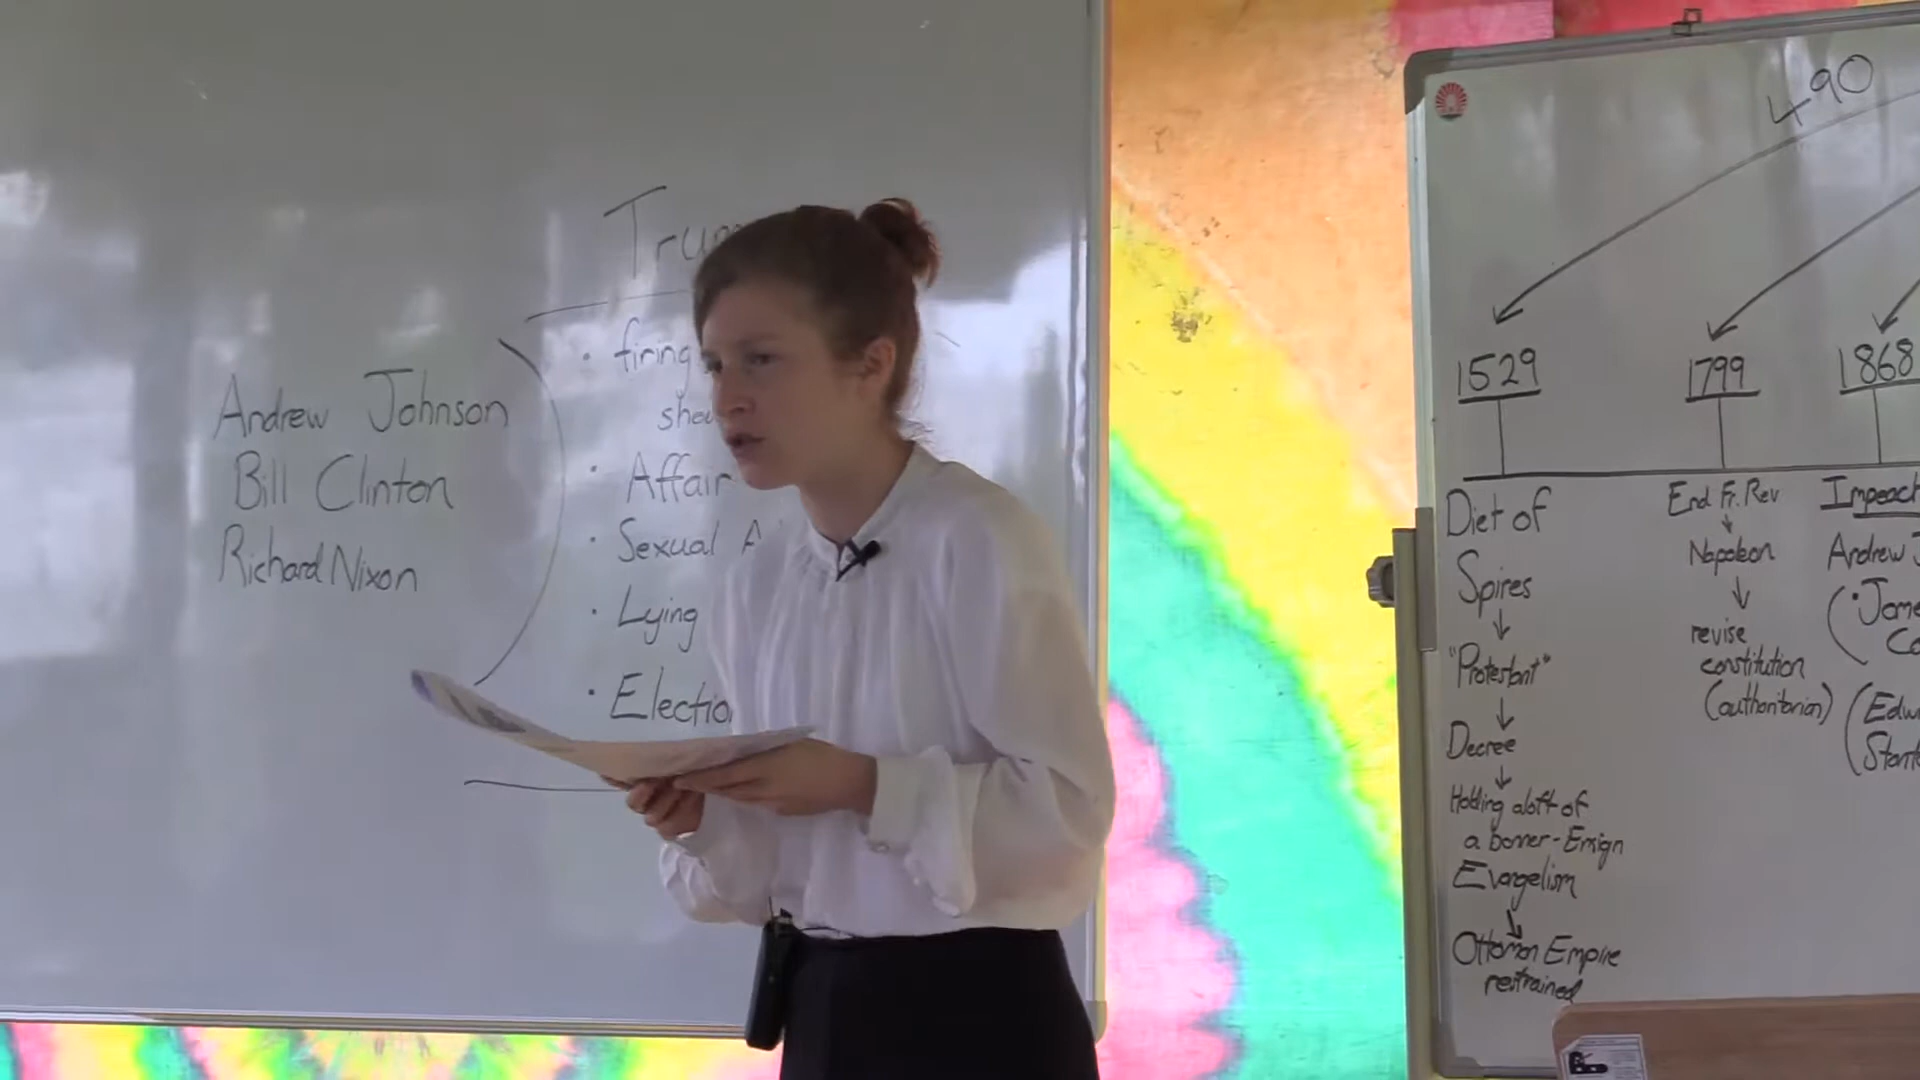 Andrew Johnson
Bill Clinton
Richard Nixon
Trum
• firing
shou
• Affair
• Sexual A
• Lying
• Electio
490
1529
Diet of
Spires
↓
"Protestant"
↓
Decree
↓
Holding aloft of
a banner-Ensign
Evangelism
↓
Ottoman Empire
restrained
1799
End Fr. Rev
↓
Napoleon
↓
revise
constitution
(authoritarian)
1868
Impeach
Andrew J
(•Jame
Co
(Edw
Stant